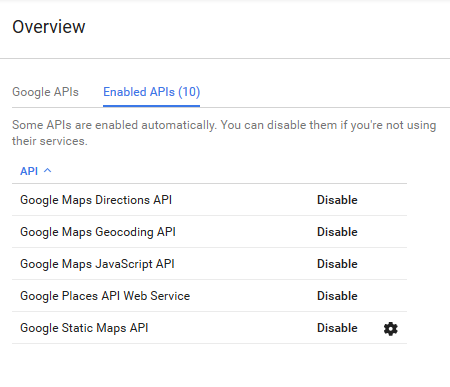 Overview
Google APIs Enabled APIs (10)
Some APIs are enabled automatically. You can disable them if you're not using
their services.
API
Google Maps Directions API Disable
Google Maps Geocoding API Disable
Google Maps JavaScript API Disable
Google Places API Web Service Disable
Google Static Maps API Disable